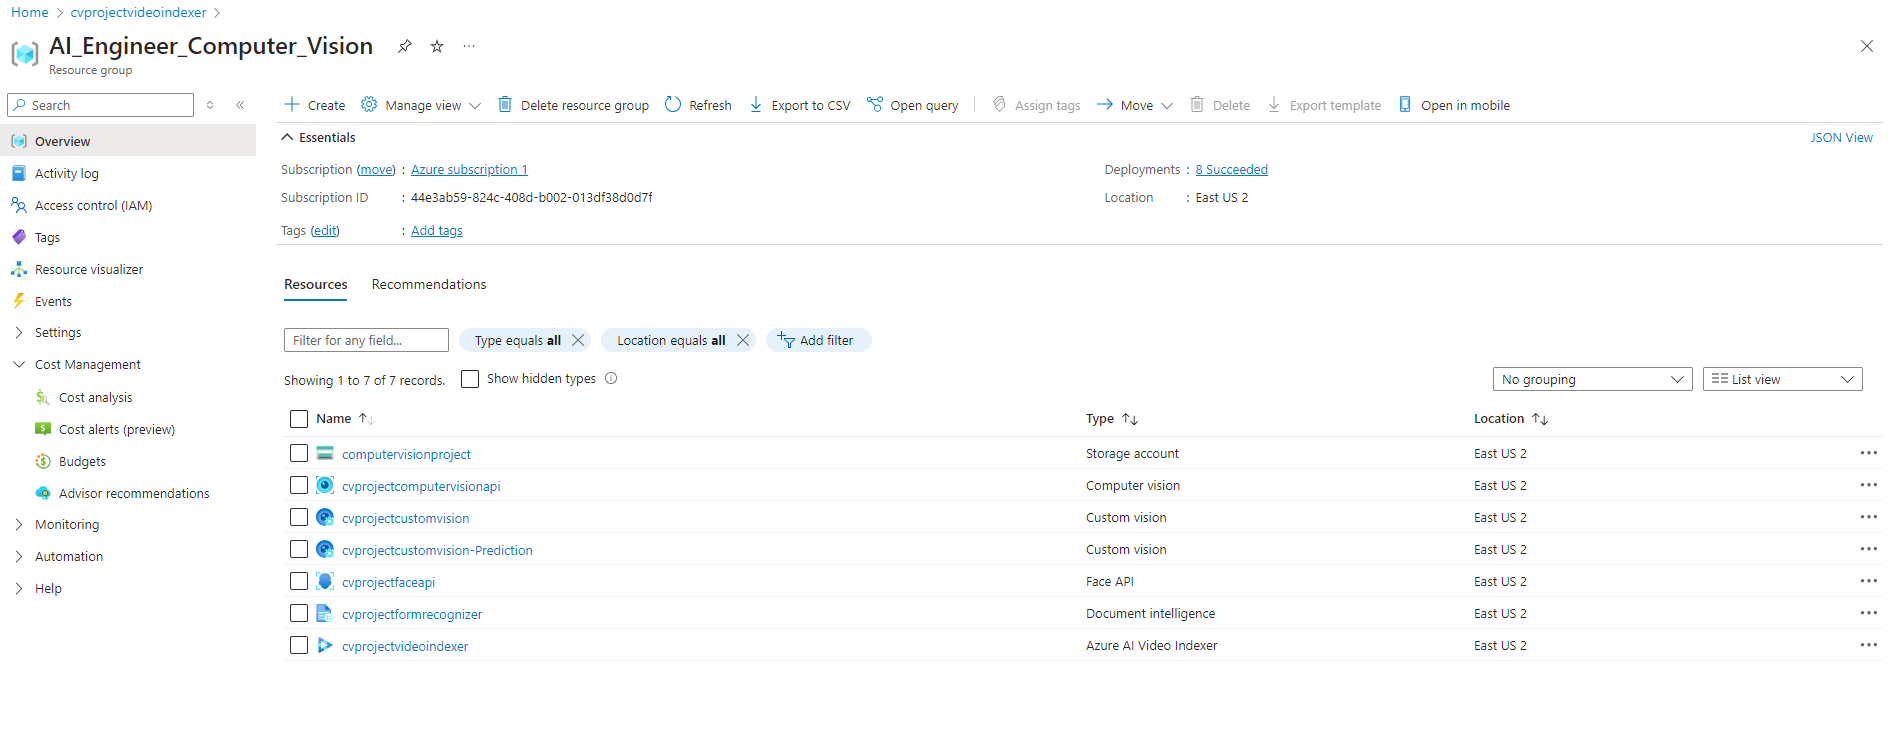 Home > cvprojectvideoindexer >
AI_Engineer_Computer_Vision
Resource group
Search
Overview
Activity log
Access control (IAM)
Tags
Resource visualizer
Events
Settings
Cost Management
Cost analysis
Cost alerts (preview)
Budgets
Advisor recommendations
Monitoring
Automation
Help
Create Manage view Delete resource group Refresh Export to CSV Open query Assign tags Move Delete Export template Open in mobile
Essentials JSON View
Subscription (move) : Azure subscription 1 Deployments : 8 Succeeded
Subscription ID : 44e3ab59-824c-408d-b002-013df38d0d7f Location : East US 2
Tags (edit) : Add tags
Resources Recommendations
Filter for any field... Type equals all Location equals all Add filter
Showing 1 to 7 of 7 records. Show hidden types No grouping List view
Name Type Location
computervisionproject Storage account East US 2
cvprojectcomputervisionapi Computer vision East US 2
cvprojectcustomvision Custom vision East US 2
cvprojectcustomvision-Prediction Custom vision East US 2
cvprojectfaceapi Face API East US 2
cvprojectformrecognizer Document intelligence East US 2
cvprojectvideoindexer Azure AI Video Indexer East US 2